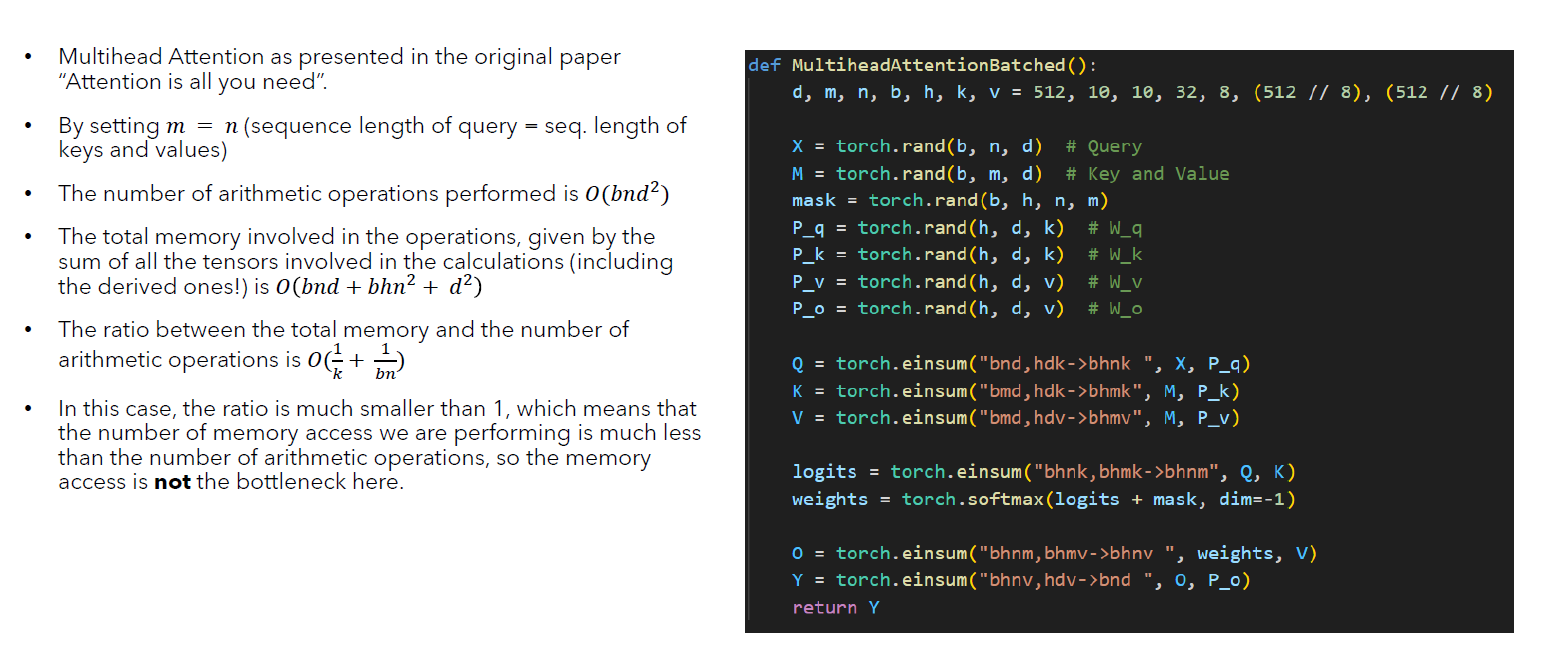 • Multihead Attention as presented in the original paper
“Attention is all you need”.
• By setting m = n (sequence length of query = seq. length of
keys and values)
• The number of arithmetic operations performed is O(bnd²)
• The total memory involved in the operations, given by the
sum of all the tensors involved in the calculations (including
the derived ones!) is O(bnd + bhn² + d²)
• The ratio between the total memory and the number of
arithmetic operations is O(1/k + 1/bn)
• In this case, the ratio is much smaller than 1, which means that
the number of memory access we are performing is much less
than the number of arithmetic operations, so the memory
access is not the bottleneck here.
def MultiheadAttentionBatched():
    d, m, n, b, h, k, v = 512, 10, 10, 32, 8, (512 // 8), (512 // 8)
    X = torch.rand(b, n, d)  # Query
    M = torch.rand(b, m, d)  # Key and Value
    mask = torch.rand(b, h, n, m)
    P_q = torch.rand(h, d, k)  # W_q
    P_k = torch.rand(h, d, k)  # W_k
    P_v = torch.rand(h, d, v)  # W_v
    P_o = torch.rand(h, d, v)  # W_o
    Q = torch.einsum("bnd,hdk->bhnk ", X, P_q)
    K = torch.einsum("bmd,hdk->bhmk", M, P_k)
    V = torch.einsum("bmd,hdv->bhmv", M, P_v)
    logits = torch.einsum("bhnk,bhmk->bhnm", Q, K)
    weights = torch.softmax(logits + mask, dim=-1)
    O = torch.einsum("bhnm,bhmv->bhnv ", weights, V)
    Y = torch.einsum("bhnv,hdv->bnd ", O, P_o)
    return Y